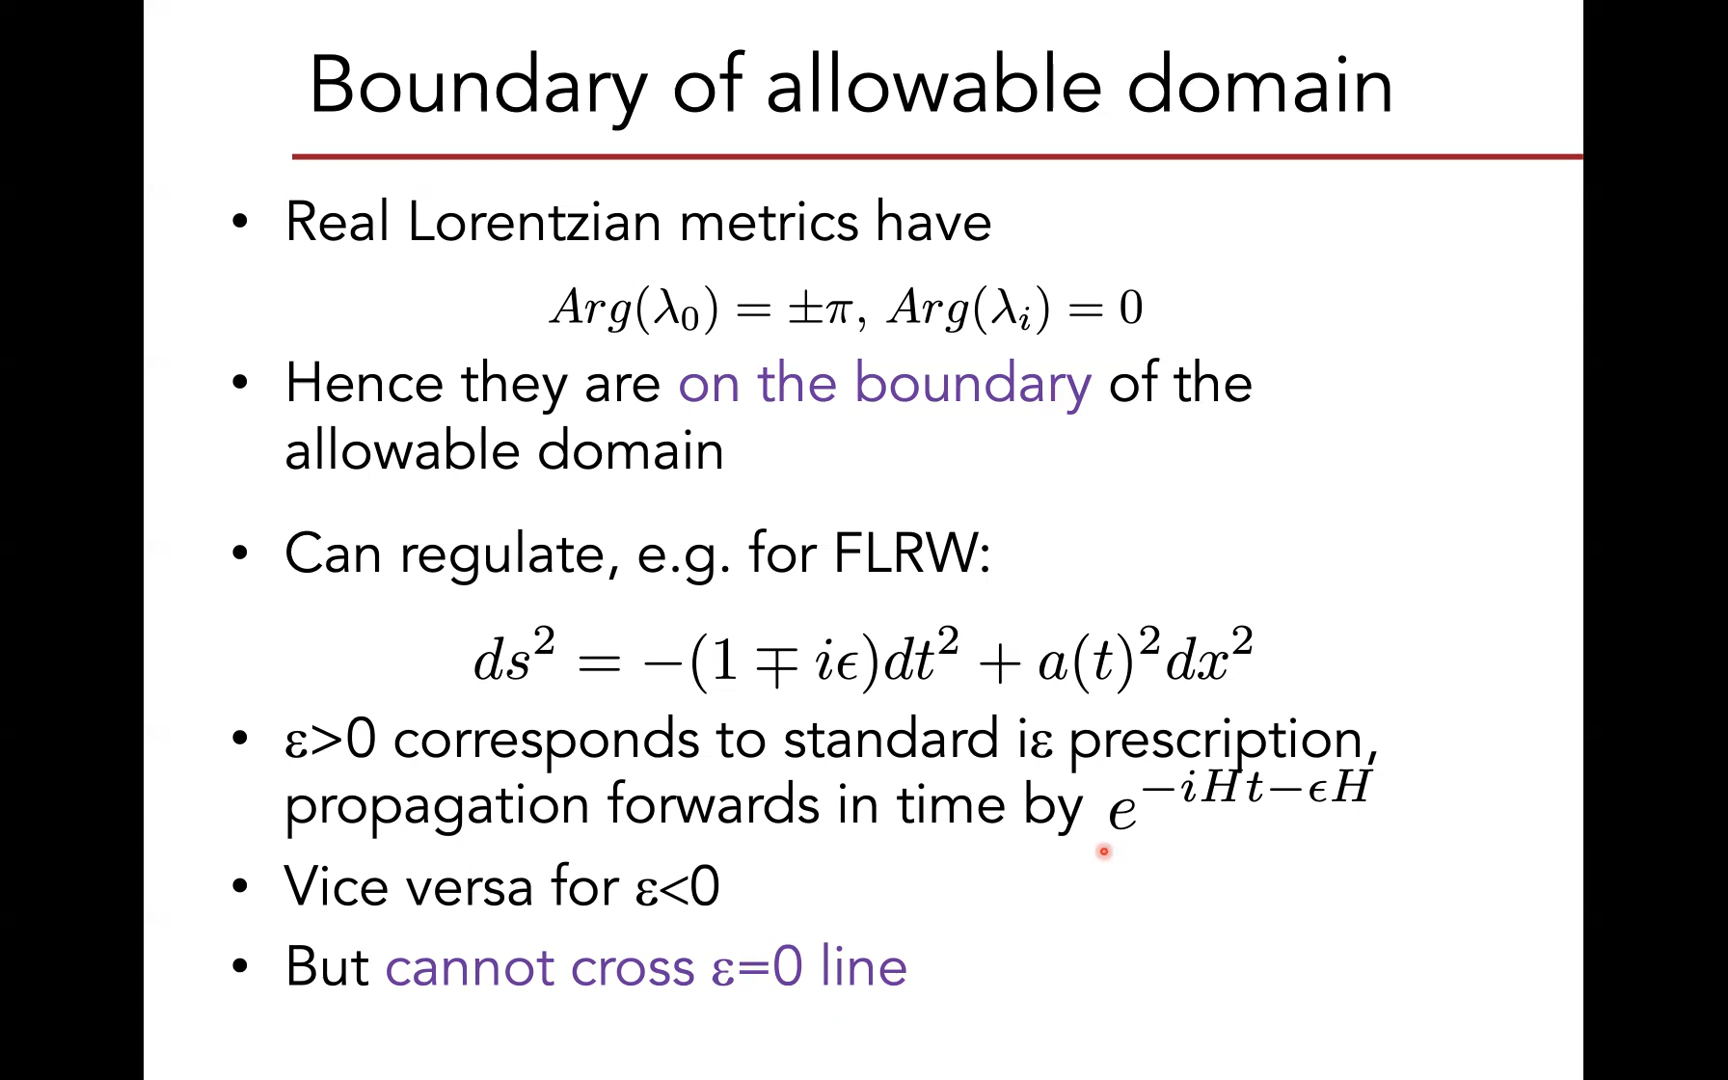 Boundary of allowable domain
• Real Lorentzian metrics have
Arg(λ₀) = ±π, Arg(λᵢ) = 0
• Hence they are on the boundary of the
allowable domain
• Can regulate, e.g. for FLRW:
ds² = −(1 ∓ iϵ)dt² + a(t)²dx²
• ε>0 corresponds to standard iε prescription,
propagation forwards in time by e^{−iHt−ϵH}
• Vice versa for ε<0
• But cannot cross ε=0 line